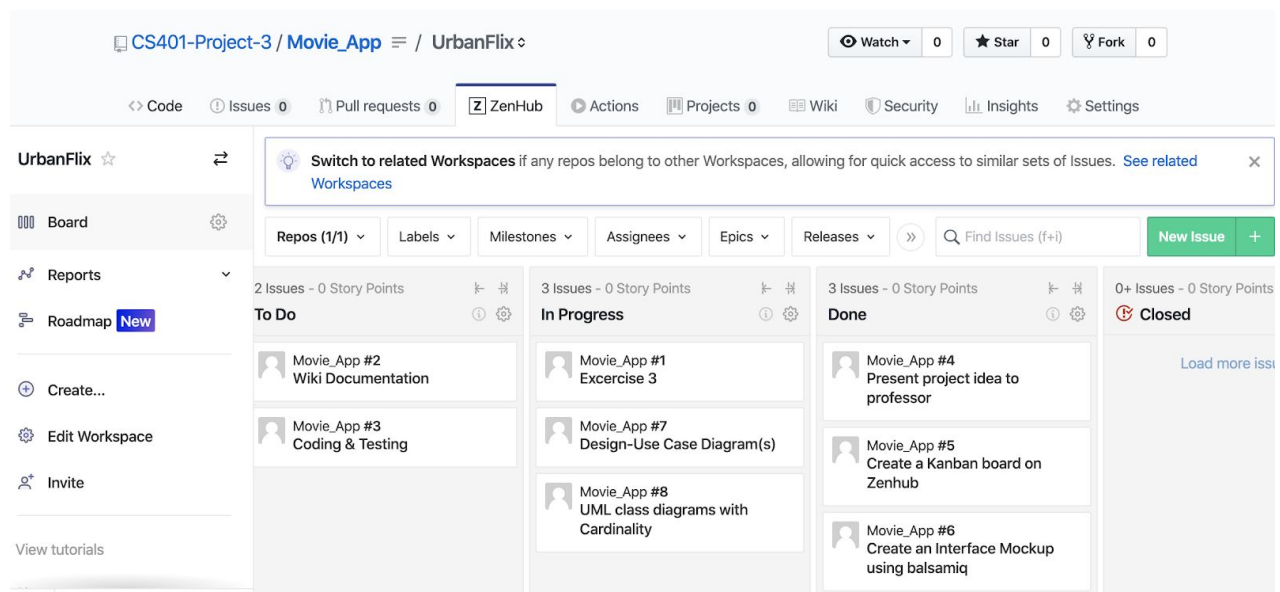 CS401-Project-3 / Movie_App / UrbanFlix
Watch 0 Star 0 Fork 0
Code Issues 0 Pull requests 0 Z ZenHub Actions Projects 0 Wiki Security Insights Settings
UrbanFlix
Switch to related Workspaces if any repos belong to other Workspaces, allowing for quick access to similar sets of Issues. See related
Workspaces
Board
Reports
Roadmap New
Create...
Edit Workspace
Invite
View tutorials
Repos (1/1) Labels Milestones Assignees Epics Releases » Find Issues (f+i) New Issue +
2 Issues - 0 Story Points
To Do
Movie_App #2
Wiki Documentation
Movie_App #3
Coding & Testing
3 Issues - 0 Story Points
In Progress
Movie_App #1
Excercise 3
Movie_App #7
Design-Use Case Diagram(s)
Movie_App #8
UML class diagrams with
Cardinality
3 Issues - 0 Story Points
Done
Movie_App #4
Present project idea to
professor
Movie_App #5
Create a Kanban board on
Zenhub
Movie_App #6
Create an Interface Mockup
using balsamiq
0+ Issues - 0 Story Points
Closed
Load more issu